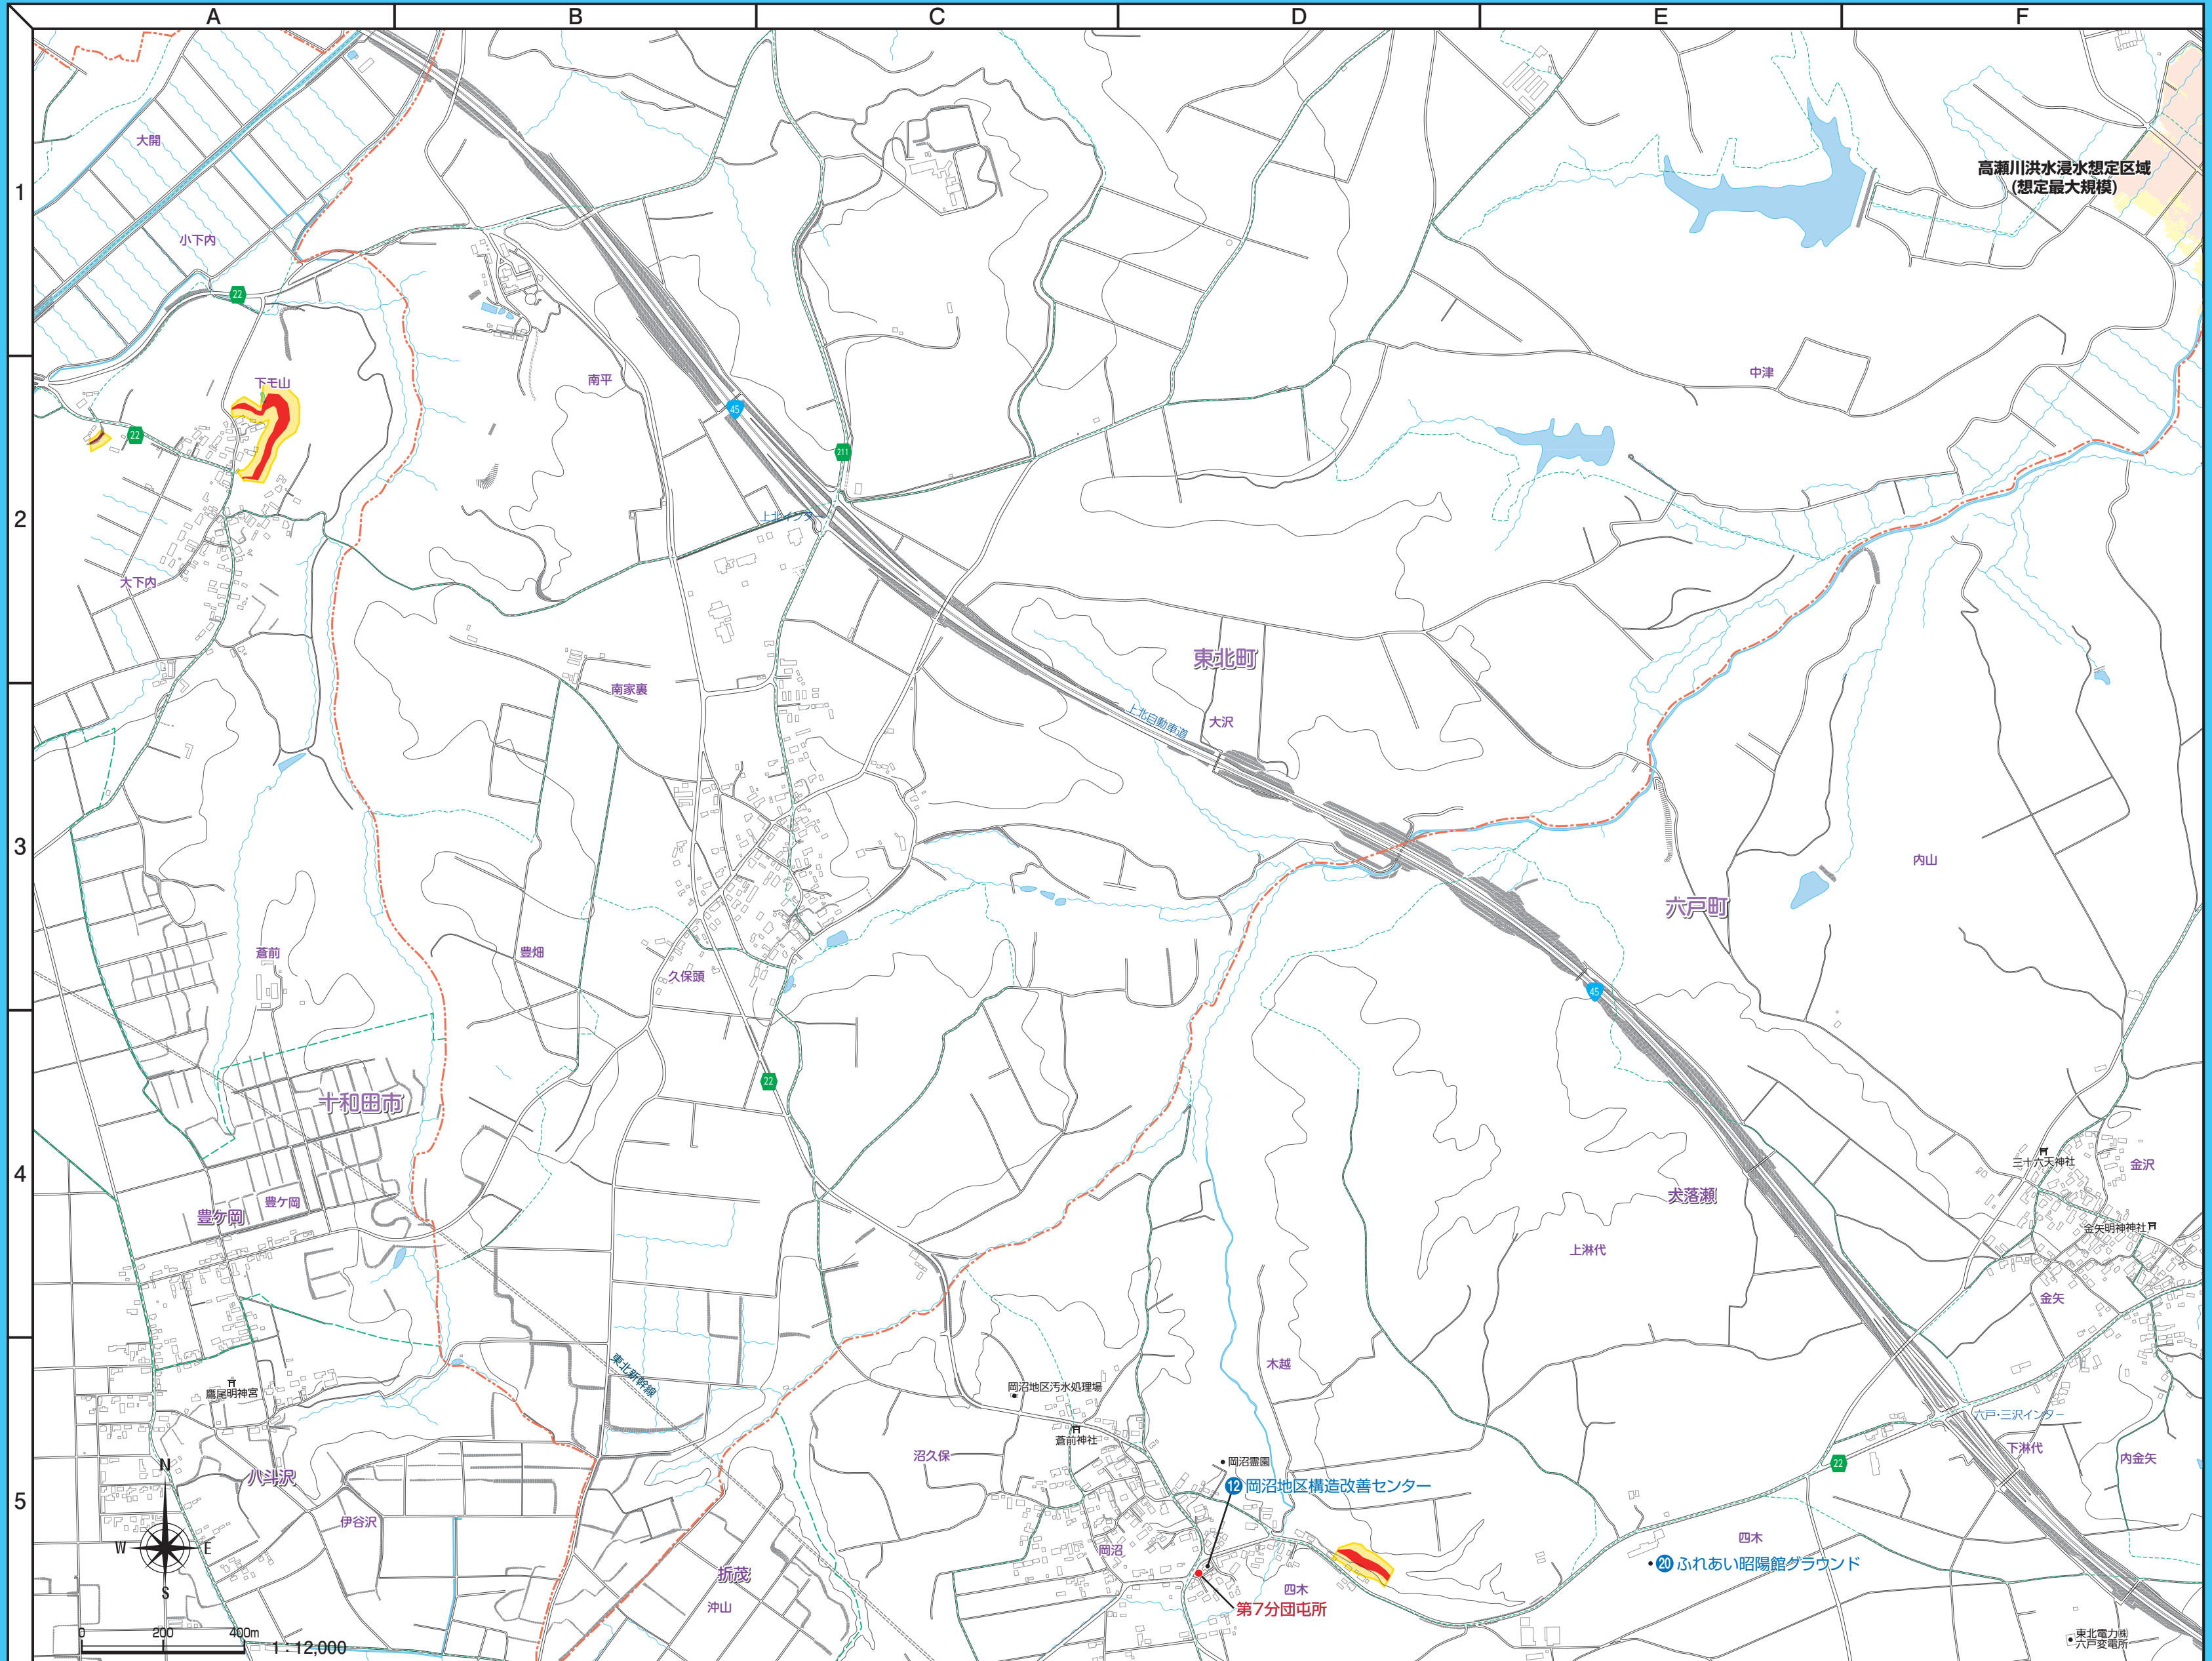 A
B
C
D
E
F
1
2
3
4
5
大開
高瀬川洪水浸水想定区域
(想定最大規模)
小下内
22
下モ山
南平
中津
45
22
211
上北インター
大下内
東北町
南家裏
大沢
上北自動車道
内山
六戸町
蒼前
豊畑
久保頭
45
22
十和田市
三十六天神社
金沢
犬落瀬
豊ケ岡
豊ケ岡
金矢明神神社
上淋代
金矢
木越
東北新幹線
鷹尾明神宮
岡沼地区汚水処理場
六戸・三沢インター
蒼前神社
沼久保
下淋代
内金矢
22
岡沼霊園
八斗沢
12 岡沼地区構造改善センター
伊谷沢
四木
岡沼
20 ふれあい昭陽館グラウンド
折茂
四木
沖山
第7分団屯所
N
W
E
S
0 200 400m
1:12,000
東北電力㈱
六戸変電所